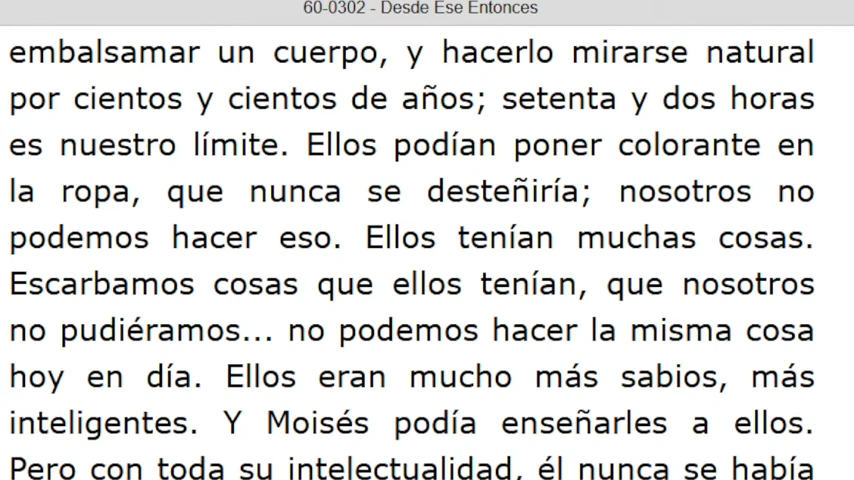 60-0302 - Desde Ese Entonces
embalsamar un cuerpo, y hacerlo mirarse natural
por cientos y cientos de años; setenta y dos horas
es nuestro límite. Ellos podían poner colorante en
la ropa, que nunca se desteñiría; nosotros no
podemos hacer eso. Ellos tenían muchas cosas.
Escarbamos cosas que ellos tenían, que nosotros
no pudiéramos... no podemos hacer la misma cosa
hoy en día. Ellos eran mucho más sabios, más
inteligentes. Y Moisés podía enseñarles a ellos.
Pero con toda su intelectualidad, él nunca se había